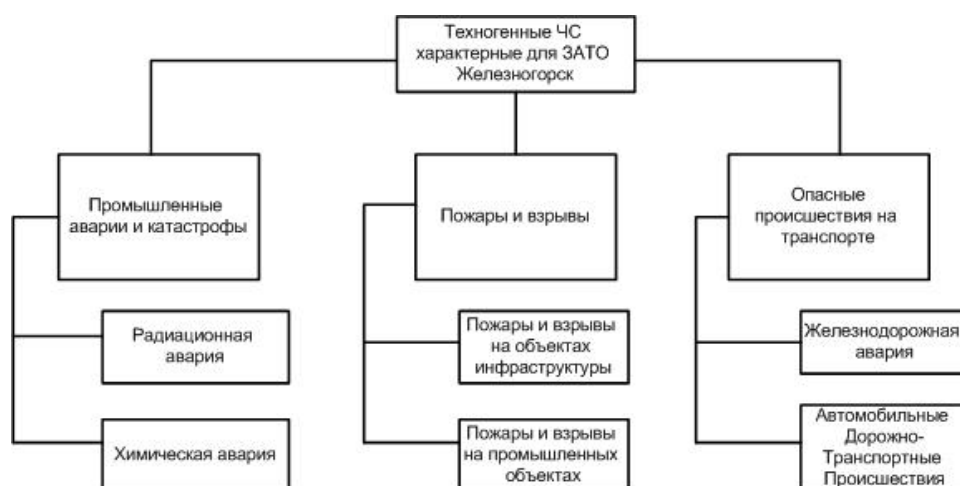 Техногенные ЧС
характерные для ЗАТО
Железногорск
Промышленные
аварии и катастрофы
Пожары и взрывы
Опасные
происшествия на
транспорте
Радиационная
авария
Пожары и взрывы
на объектах
инфраструктуры
Железнодорожная
авария
Химическая авария
Пожары и взрывы
на промышленных
объектах
Автомобильные
Дорожно-
Транспортные
Происшествия